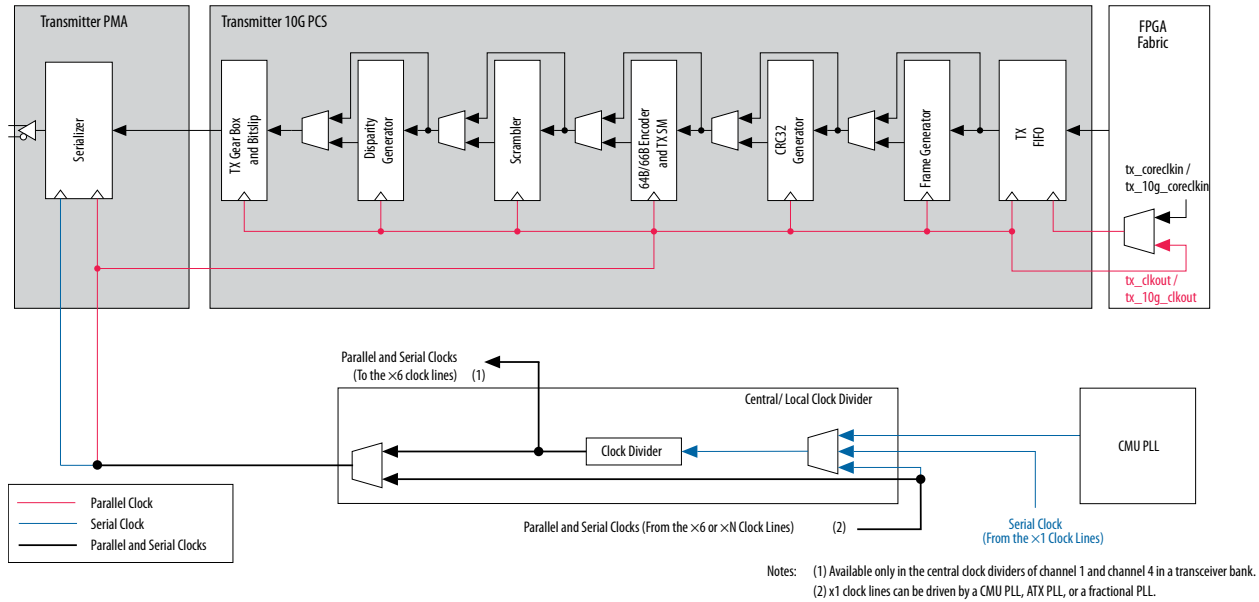 Transmitter PMA
Transmitter 10G PCS
FPGA
Fabric
Serializer
TX Gear Box
and Bitslip
Disparity
Generator
Scrambler
64B/66B Encoder
and TX SM
CRC32
Generator
Frame Generator
TX
FIFO
tx_coreclkin /
tx_10g_coreclkin
tx_clkout /
tx_10g_clkout
Parallel and Serial Clocks
(To the ×6 clock lines) (1)
Central/ Local Clock Divider
Clock Divider
CMU PLL
Parallel Clock
Serial Clock
Parallel and Serial Clocks
Parallel and Serial Clocks (From the ×6 or ×N Clock Lines) (2)
Serial Clock
(From the ×1 Clock Lines)
Notes: (1) Available only in the central clock dividers of channel 1 and channel 4 in a transceiver bank.
(2) x1 clock lines can be driven by a CMU PLL, ATX PLL, or a fractional PLL.